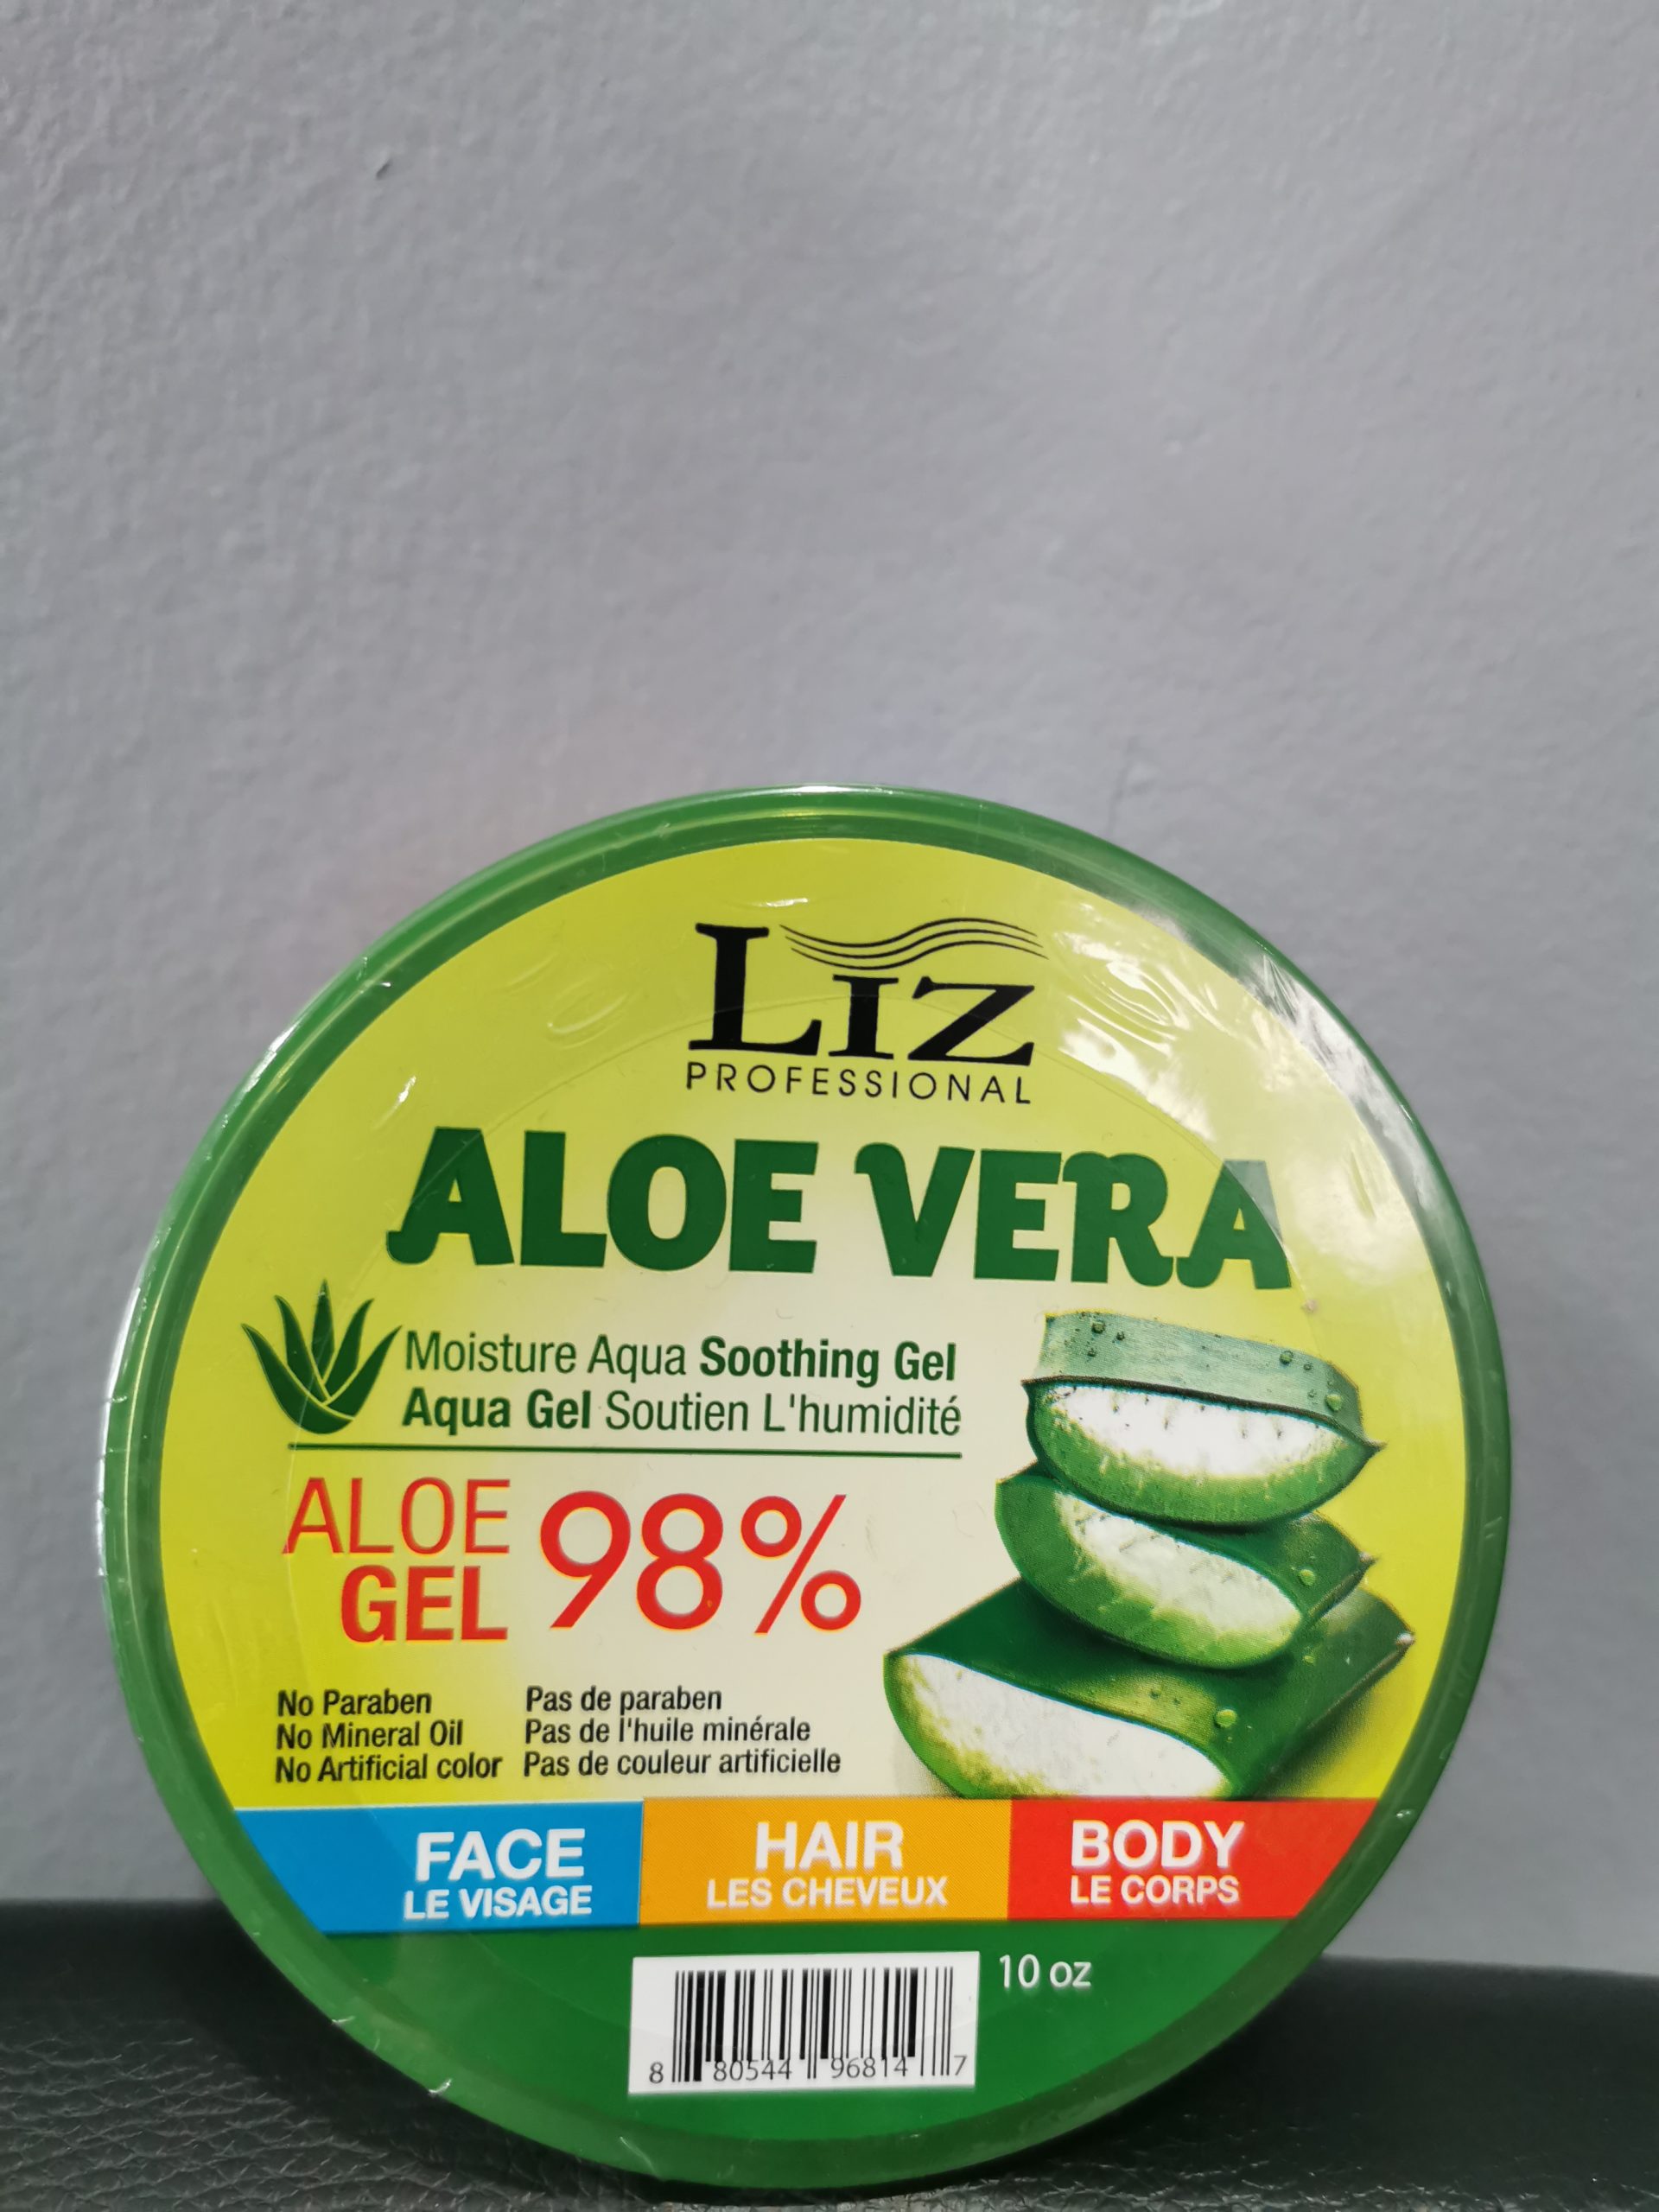 LIZ
PROFESSIONAL
ALOE VERA
Moisture Aqua Soothing Gel
Aqua Gel Soutien L'humidité
ALOE
GEL 98%
No Paraben Pas de paraben
No Mineral Oil Pas de l'huile minérale
No Artificial color Pas de couleur artificielle
FACE HAIR BODY
LE VISAGE LES CHEVEUX LE CORPS
10 oz
8 80544 96814 7